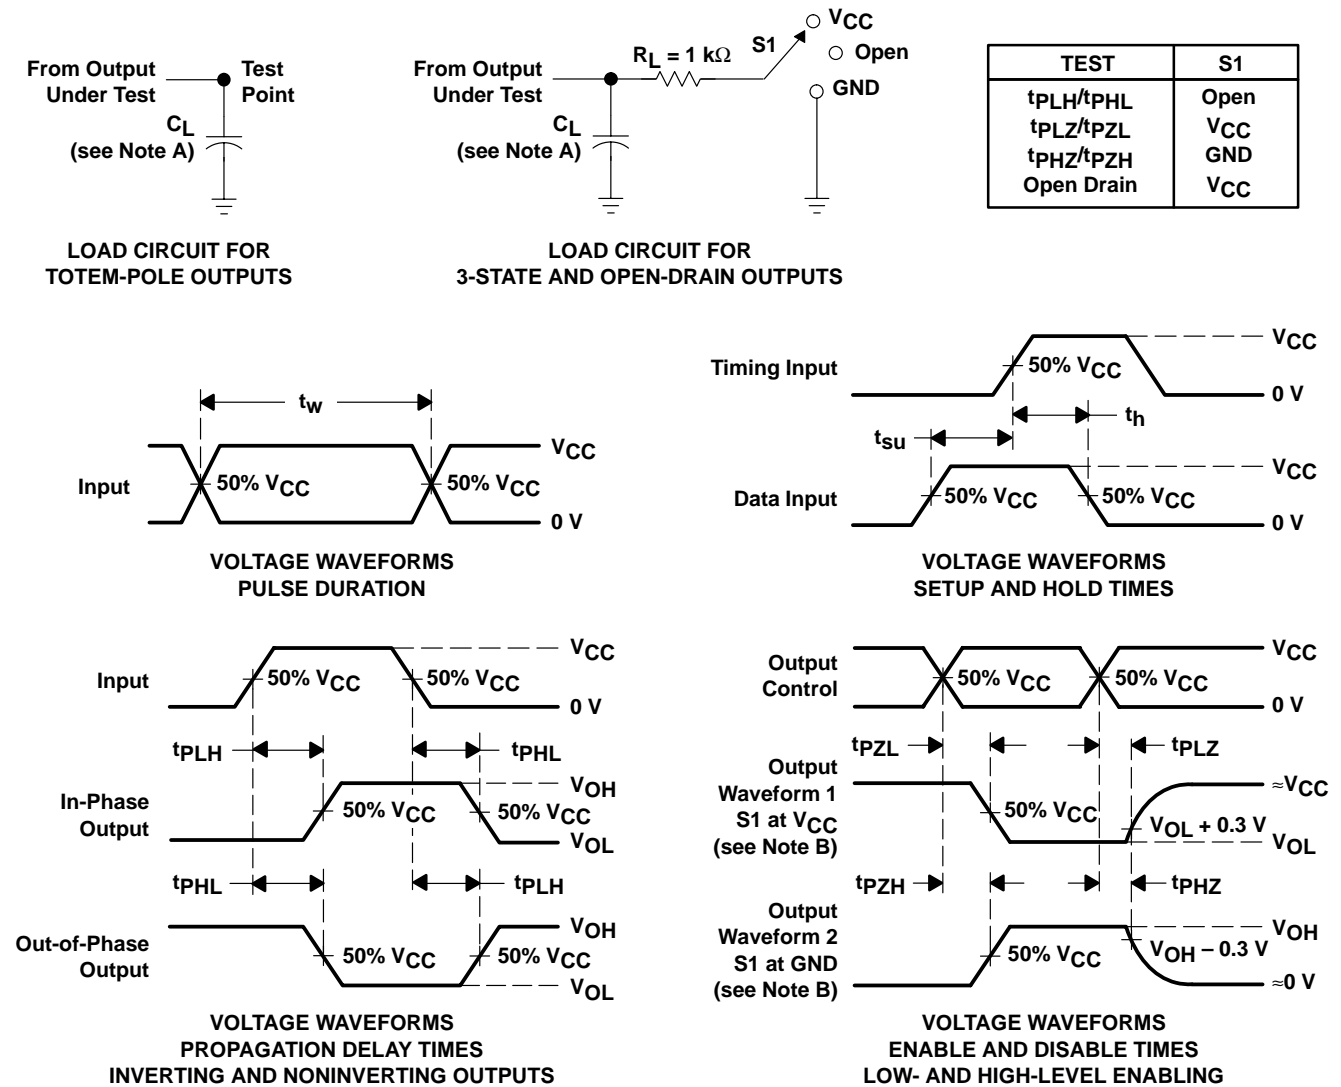 From Output
Under Test
Test
Point
CL
(see Note A)
LOAD CIRCUIT FOR
TOTEM-POLE OUTPUTS
From Output
Under Test
RL = 1 kΩ
S1
VCC
Open
GND
CL
(see Note A)
LOAD CIRCUIT FOR
3-STATE AND OPEN-DRAIN OUTPUTS
TEST S1
tPLH/tPHL Open
tPLZ/tPZL VCC
tPHZ/tPZH GND
Open Drain VCC
tw
Input
50% VCC
50% VCC
VCC
0 V
VOLTAGE WAVEFORMS
PULSE DURATION
Timing Input
50% VCC
VCC
0 V
tsu
th
Data Input
50% VCC
50% VCC
VCC
0 V
VOLTAGE WAVEFORMS
SETUP AND HOLD TIMES
Input
50% VCC
50% VCC
VCC
0 V
tPLH
tPHL
In-Phase
Output
50% VCC
50% VCC
VOH
VOL
tPHL
tPLH
Out-of-Phase
Output
50% VCC
50% VCC
VOH
VOL
VOLTAGE WAVEFORMS
PROPAGATION DELAY TIMES
INVERTING AND NONINVERTING OUTPUTS
Output
Control
50% VCC
50% VCC
VCC
0 V
tPZL
tPLZ
Output
Waveform 1
S1 at VCC
(see Note B)
50% VCC
≈VCC
VOL + 0.3 V
VOL
tPZH
tPHZ
Output
Waveform 2
S1 at GND
(see Note B)
50% VCC
VOH
VOH − 0.3 V
≈0 V
VOLTAGE WAVEFORMS
ENABLE AND DISABLE TIMES
LOW- AND HIGH-LEVEL ENABLING